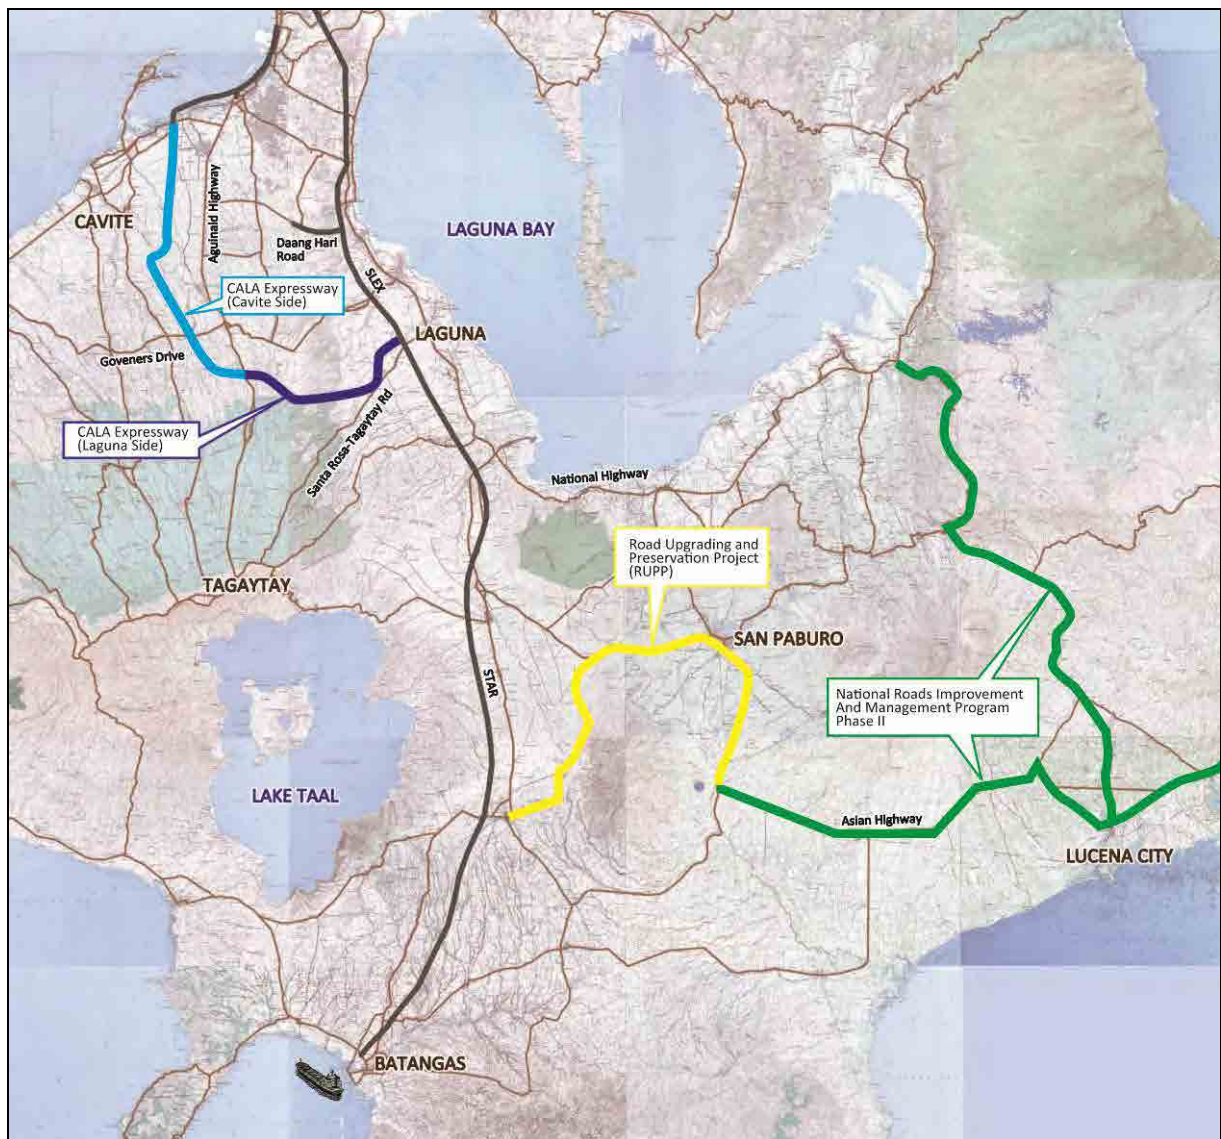 CAVITE
Aguinald Highway
Daang Hari
Road
LAGUNA BAY
SLEX
CALA Expressway
(Cavite Side)
LAGUNA
Goveners Drive
CALA Expressway
(Laguna Side)
Santa Rosa-Tagaytay Rd
National Highway
Road Upgrading and
Preservation Project
(RUPP)
TAGAYTAY
SAN PABURO
STAR
National Roads Improvement
And Management Program
Phase II
LAKE TAAL
Asian Highway
LUCENA CITY
BATANGAS